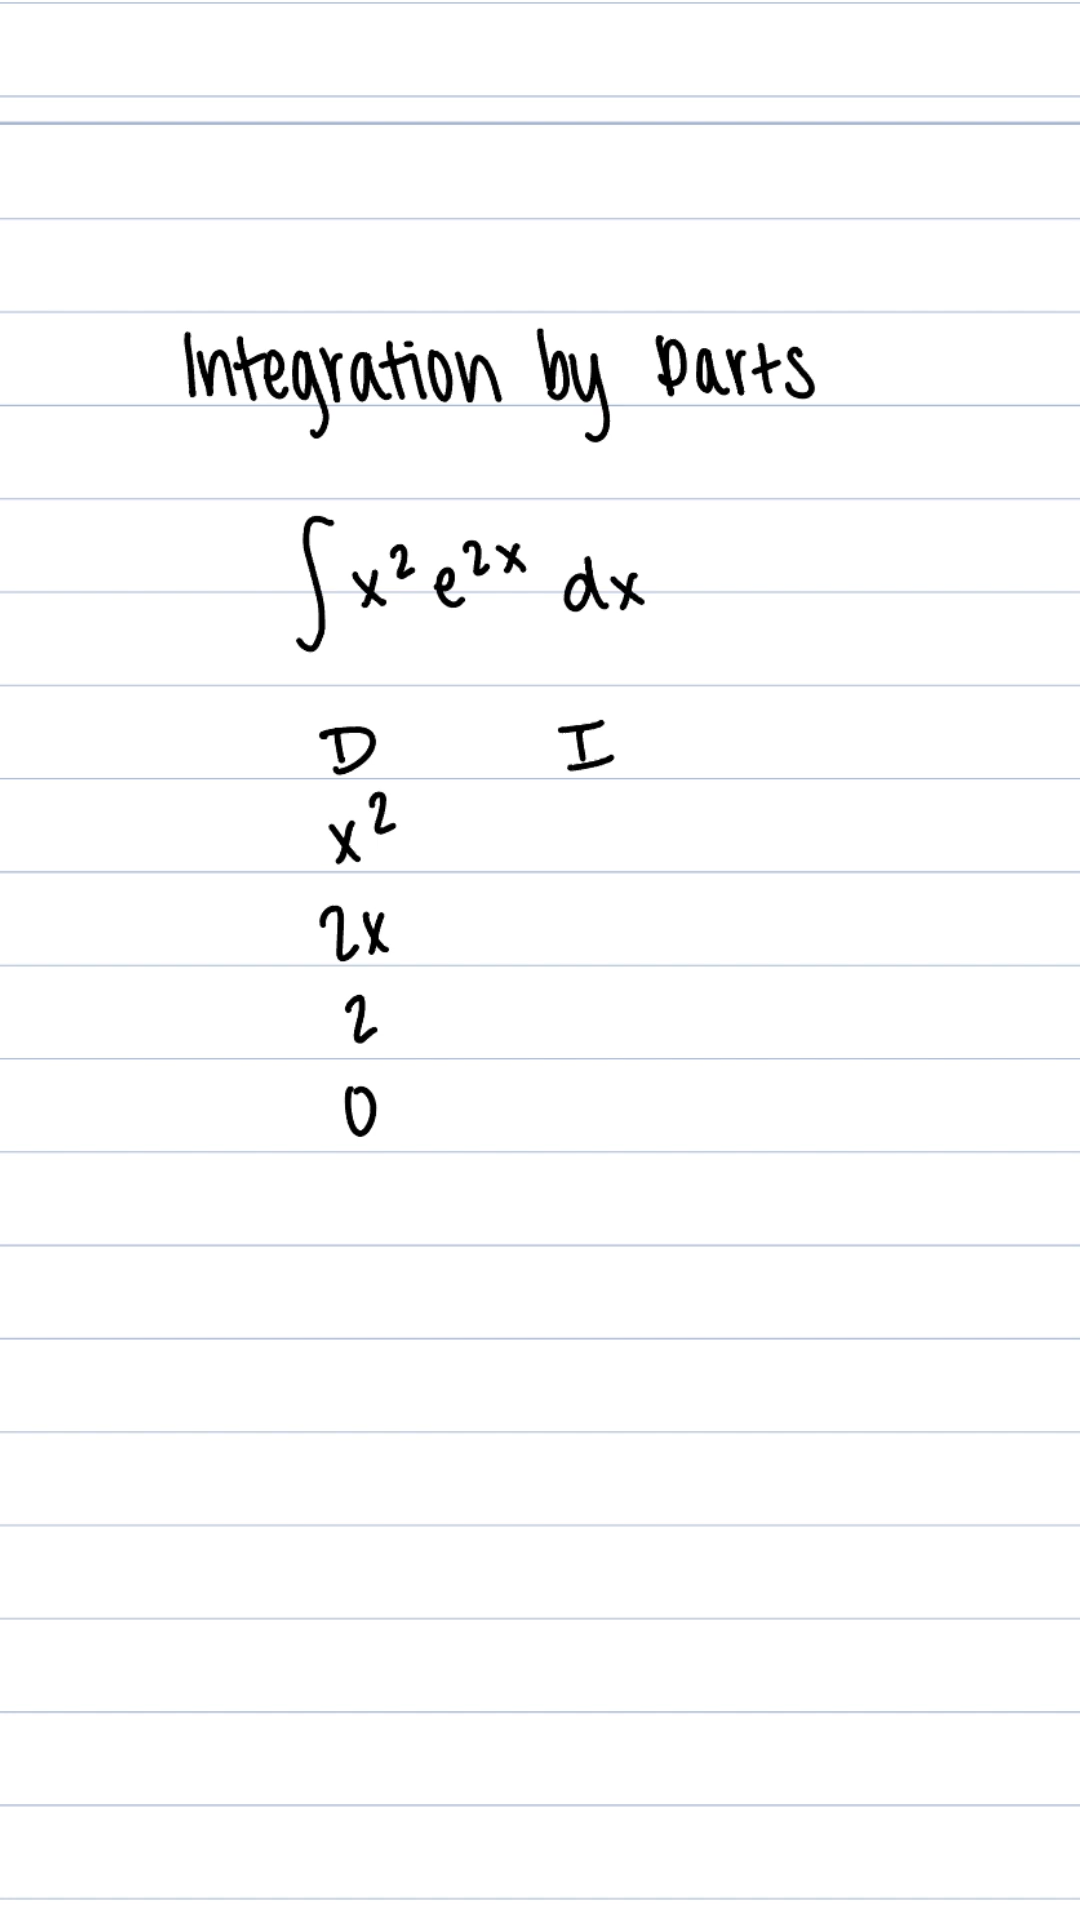 Integration by Parts
∫x²e²ˣ dx
D I
x²
2x
2
0